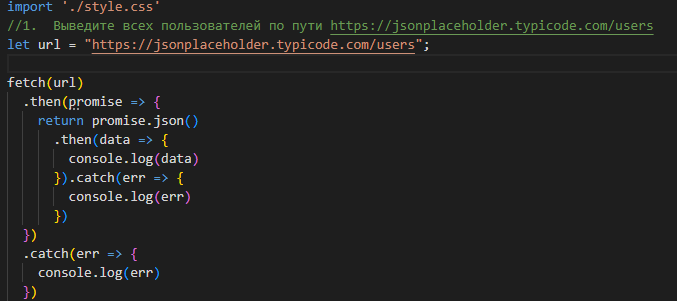 import './style.css'
//1.  Выведите всех пользователей по пути https://jsonplaceholder.typicode.com/users
let url = "https://jsonplaceholder.typicode.com/users";
fetch(url)
  .then(promise => {
    return promise.json()
      .then(data => {
        console.log(data)
      }).catch(err => {
        console.log(err)
      })
  })
  .catch(err => {
    console.log(err)
  })